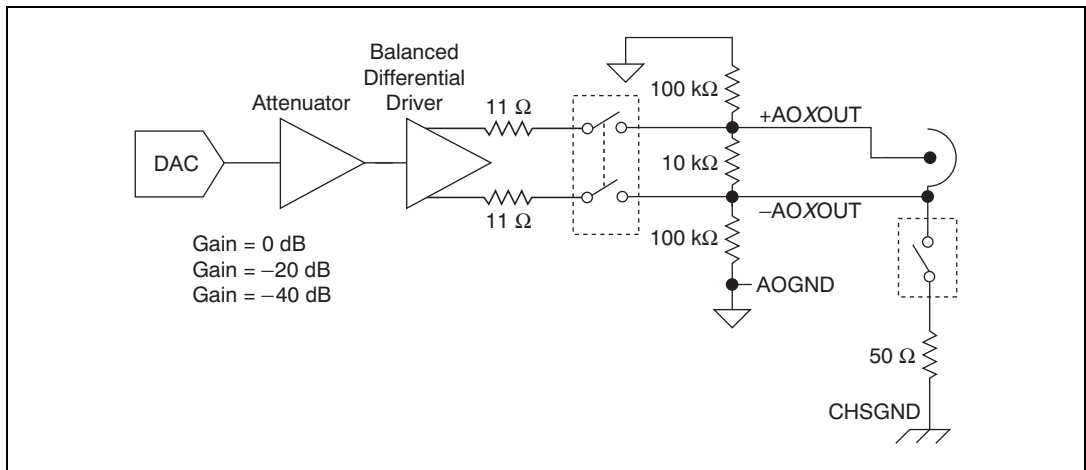 Balanced
Differential
Driver
Attenuator
DAC
11 Ω
11 Ω
100 kΩ
+AOXOUT
10 kΩ
–AOXOUT
100 kΩ
AOGND
Gain = 0 dB
Gain = –20 dB
Gain = –40 dB
50 Ω
CHSGND